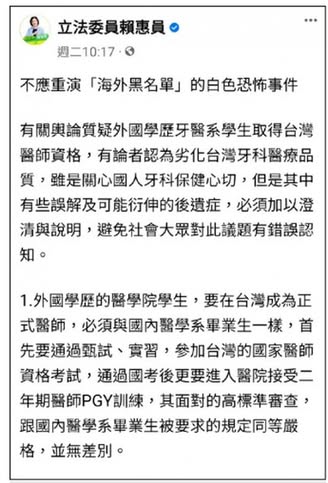 立法委員賴惠員
週二10:17
不應重演「海外黑名單」的白色恐怖事件
有關輿論質疑外國學歷牙醫系學生取得台灣
醫師資格，有論者認為劣化台灣牙科醫療品
質，雖是關心國人牙科保健心切，但是其中
有些誤解及可能衍伸的後遺症，必須加以澄
清與說明，避免社會大眾對此議題有錯誤認
知。
1.外國學歷的醫學院學生，要在台灣成為正
式醫師，必須與國內醫學系畢業生一樣，首
先要通過甄試、實習，參加台灣的國家醫師
資格考試，通過國考後更要進入醫院接受二
年期醫師PGY訓練，其面對的高標準審查，
跟國內醫學系畢業生被要求的規定同等嚴
格，並無差別。